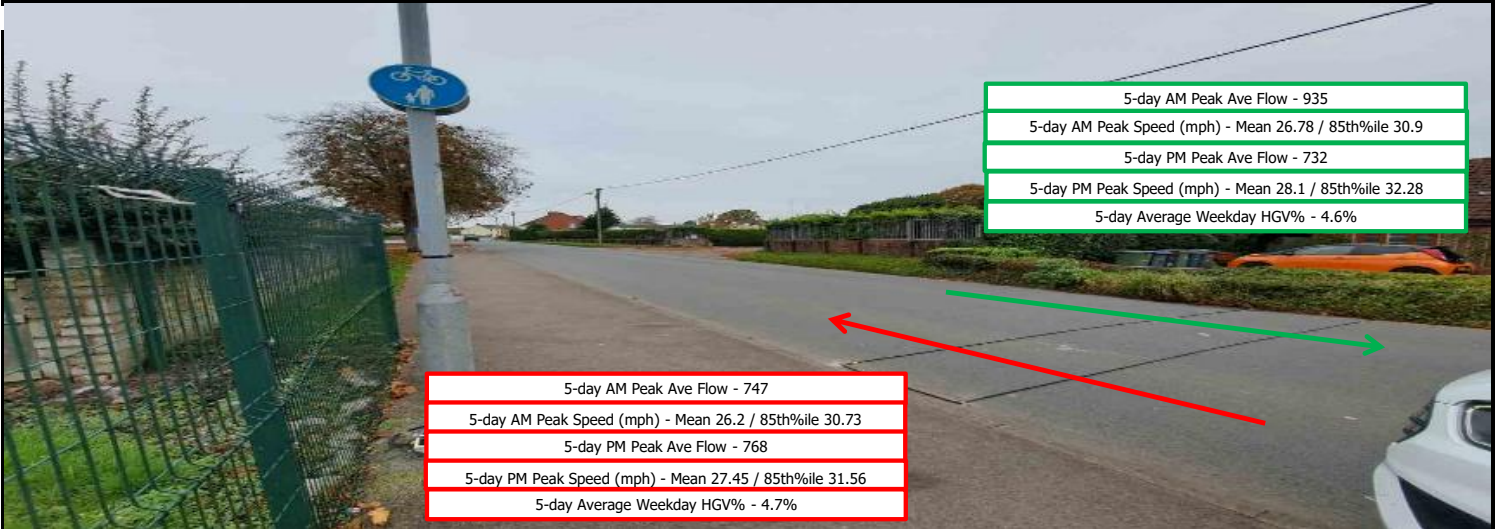 5-day AM Peak Ave Flow - 935
5-day AM Peak Speed (mph) - Mean 26.78 / 85th%ile 30.9
5-day PM Peak Ave Flow - 732
5-day PM Peak Speed (mph) - Mean 28.1 / 85th%ile 32.28
5-day Average Weekday HGV% - 4.6%
5-day AM Peak Ave Flow - 747
5-day AM Peak Speed (mph) - Mean 26.2 / 85th%ile 30.73
5-day PM Peak Ave Flow - 768
5-day PM Peak Speed (mph) - Mean 27.45 / 85th%ile 31.56
5-day Average Weekday HGV% - 4.7%